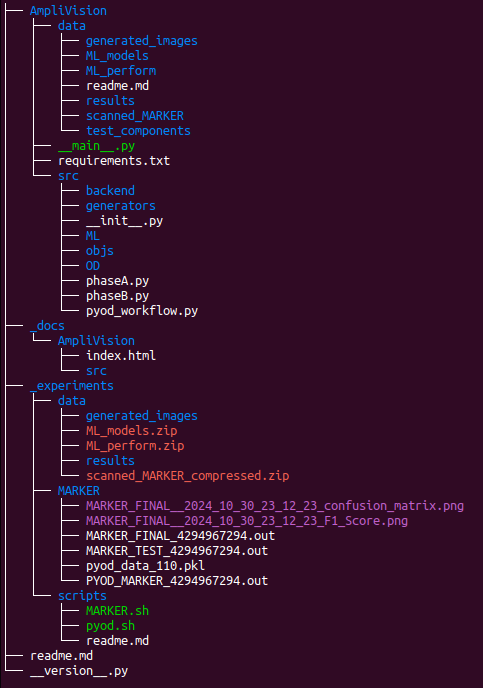 ├── AmpliVision
│   ├── data
│   │   ├── generated_images
│   │   ├── ML_models
│   │   ├── ML_perform
│   │   ├── readme.md
│   │   ├── results
│   │   ├── scanned_MARKER
│   │   └── test_components
│   ├── __main__.py
│   ├── requirements.txt
│   └── src
│       ├── backend
│       ├── generators
│       ├── __init__.py
│       ├── ML
│       ├── objs
│       ├── OD
│       ├── phaseA.py
│       ├── phaseB.py
│       └── pyod_workflow.py
├── _docs
│   └── AmpliVision
│       ├── index.html
│       └── src
├── _experiments
│   ├── data
│   │   ├── generated_images
│   │   ├── ML_models.zip
│   │   ├── ML_perform.zip
│   │   ├── results
│   │   └── scanned_MARKER_compressed.zip
│   ├── MARKER
│   │   ├── MARKER_FINAL__2024_10_30_23_12_23_confusion_matrix.png
│   │   ├── MARKER_FINAL__2024_10_30_23_12_23_F1_Score.png
│   │   ├── MARKER_FINAL_4294967294.out
│   │   ├── MARKER_TEST_4294967294.out
│   │   ├── pyod_data_110.pkl
│   │   └── PYOD_MARKER_4294967294.out
│   └── scripts
│       ├── MARKER.sh
│       ├── pyod.sh
│       └── readme.md
├── readme.md
└── __version__.py